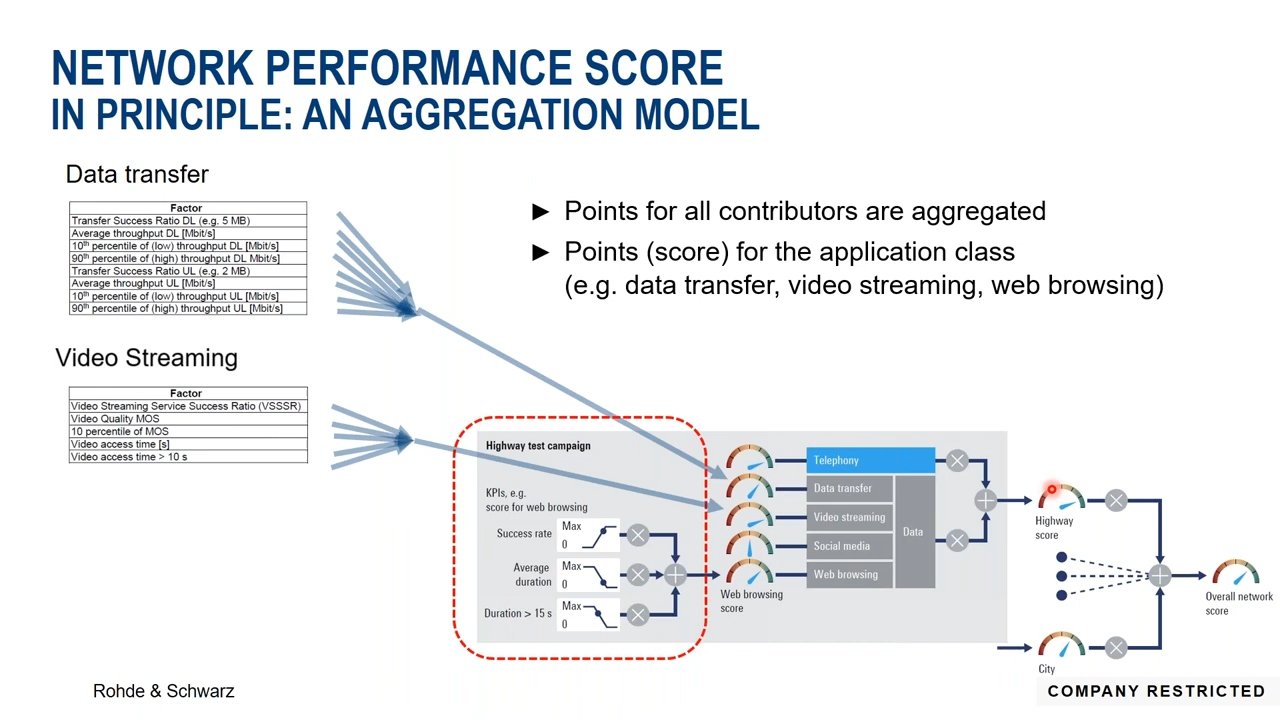 NETWORK PERFORMANCE SCORE
IN PRINCIPLE: AN AGGREGATION MODEL
Data transfer
Factor
Transfer Success Ratio DL (e.g. 5 MB)
Average throughput DL [Mbit/s]
10th percentile of (low) throughput DL [Mbit/s]
90th percentile of (high) throughput DL Mbit/s]
Transfer Success Ratio UL (e.g. 2 MB)
Average throughput UL [Mbit/s]
10th percentile of (low) throughput UL [Mbit/s]
90th percentile of (high) throughput UL [Mbit/s]
► Points for all contributors are aggregated
► Points (score) for the application class
(e.g. data transfer, video streaming, web browsing)
Video Streaming
Factor
Video Streaming Service Success Ratio (VSSSR)
Video Quality MOS
10 percentile of MOS
Video access time [s]
Video access time > 10 s
Highway test campaign
KPIs, e.g.
score for web browsing
Success rate
Max
0
Average
duration
Max
0
Duration > 15 s
Max
0
Web browsing
score
Telephony
Data transfer
Video streaming
Social media
Web browsing
Data
Highway
score
Overall network
score
City
Rohde & Schwarz
COMPANY RESTRICTED